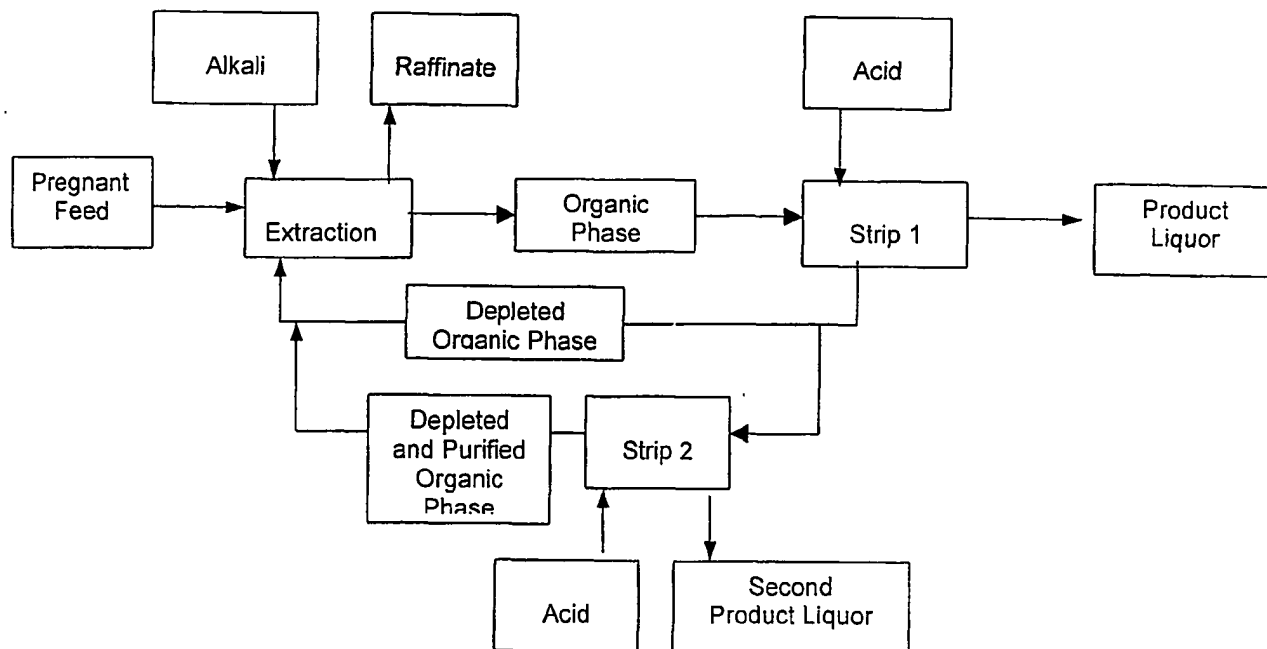 Alkali
Raffinate
Acid
Pregnant
Feed
Extraction
Organic
Phase
Strip 1
Product
Liquor
Depleted
Organic Phase
Depleted
and Purified
Organic
Phase
Strip 2
Acid
Second
Product Liquor